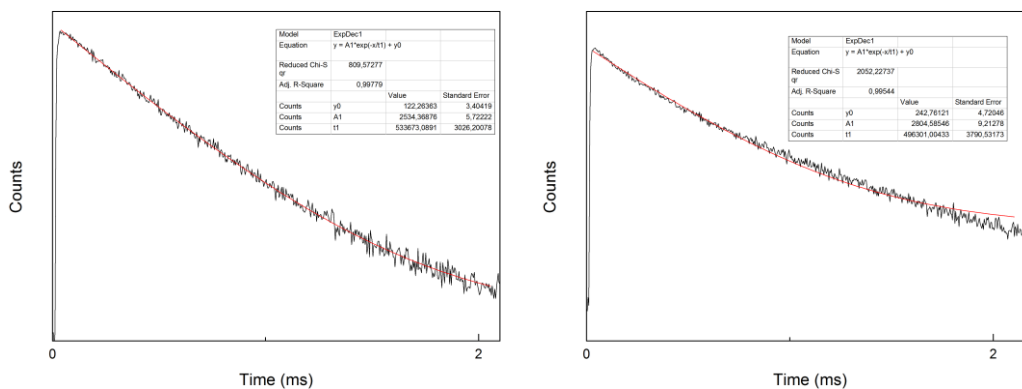 Model ExpDec1
Equation y = A1*exp(-x/t1) + y0
Reduced Chi-S
qr 809,57277
Adj. R-Square 0,99779
Value Standard Error
Counts y0 122,26363 3,40419
Counts A1 2534,36876 5,72222
Counts t1 533673,0891 3026,20078
Counts
0 2
Time (ms)
Model ExpDec1
Equation y = A1*exp(-x/t1) + y0
Reduced Chi-S
qr 2052,22737
Adj. R-Square 0,99544
Value Standard Error
Counts y0 242,76121 4,72046
Counts A1 2804,58546 9,21278
Counts t1 496301,00433 3790,53173
Counts
0 2
Time (ms)